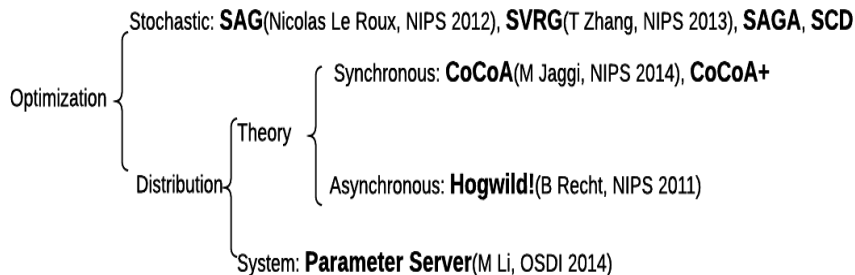 Stochastic: SAG(Nicolas Le Roux, NIPS 2012), SVRG(T Zhang, NIPS 2013), SAGA, SCD
Synchronous: CoCoA(M Jaggi, NIPS 2014), CoCoA+
Optimization
Theory
Distribution
Asynchronous: Hogwild!(B Recht, NIPS 2011)
System: Parameter Server(M Li, OSDI 2014)